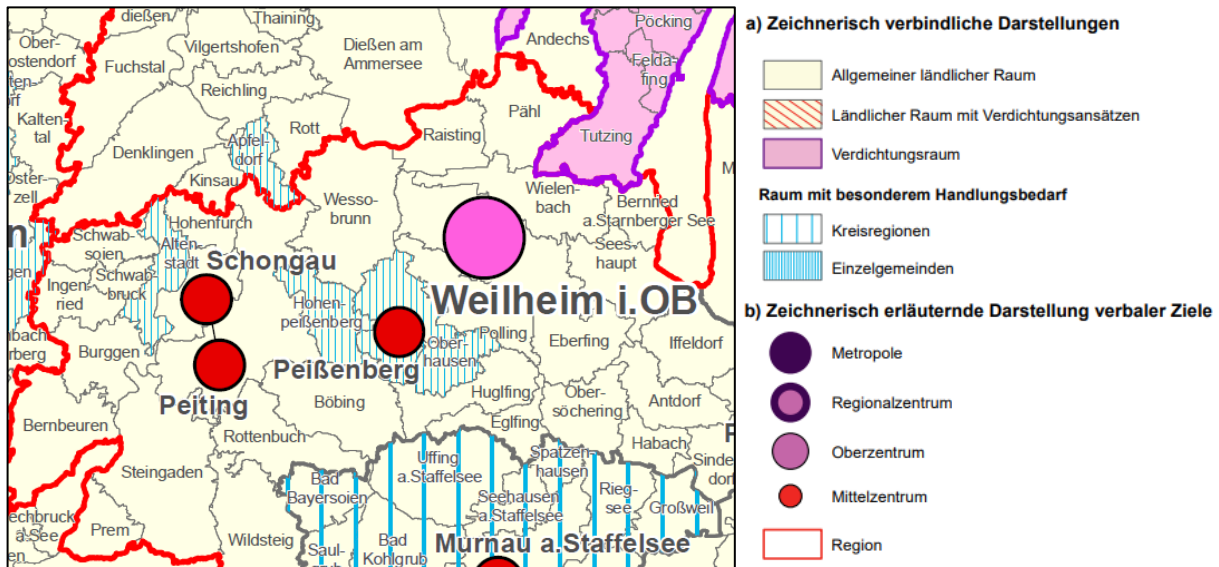 dießen
Thaining
Pöcking
Ober-
ostendorf
Vilgertshofen
Dießen am
Ammersee
Andechs
Fuchstal
Felda-
fing
Reichling
Kalten-
tal
Pähl
Rott
Raisting
Apfel-
dorf
Tutzing
Denklingen
Kinsau
Oster-
zell
Wielen-
bach
Bernried
a.Starnberger See
Wesso-
brunn
Hohenfurch
Schwab-
soien
Alten-
stadt
Sees-
haupt
Schongau
Schwab-
bruck
Ingen-
ried
Weilheim i.OB
Hohen-
peißenberg
Polling
Eberfing
Iffeldorf
Burggen
Ober-
hausen
Peißenberg
Peiting
Böbing
Huglfing
Ober-
söchering
Antdorf
Bernbeuren
Eglfing
Rottenbuch
Habach
Spatzen
hausen
Sinde
dorf
Steingaden
Uffing
a.Staffelsee
Bad
Bayersoien
Seehausen
a.Staffelsee
Rieg-
see
Großweil
Prem
echbruck
a.See
Wildsteig
Saul-
Bad
Kohlgrub
Murnau a.Staffelsee
a) Zeichnerisch verbindliche Darstellungen
Allgemeiner ländlicher Raum
Ländlicher Raum mit Verdichtungsansätzen
Verdichtungsraum
Raum mit besonderem Handlungsbedarf
Kreisregionen
Einzelgemeinden
b) Zeichnerisch erläuternde Darstellung verbaler Ziele
Metropole
Regionalzentrum
Oberzentrum
Mittelzentrum
Region